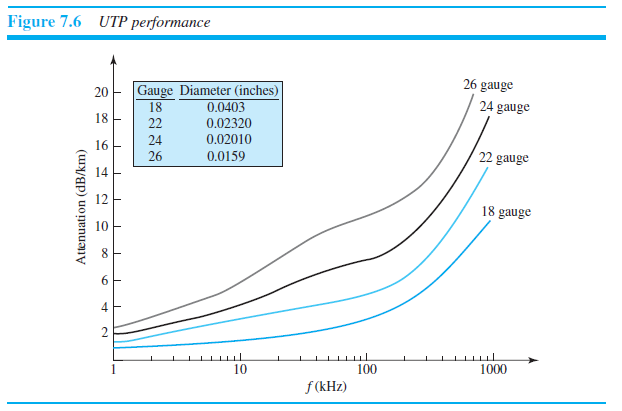 Figure 7.6 UTP performance
Gauge Diameter (inches)
18 0.0403
22 0.02320
24 0.02010
26 0.0159
Attenuation (dB/km)
20
18
16
14
12
10
8
6
4
2
26 gauge
24 gauge
22 gauge
18 gauge
1 10 100 1000
f (kHz)